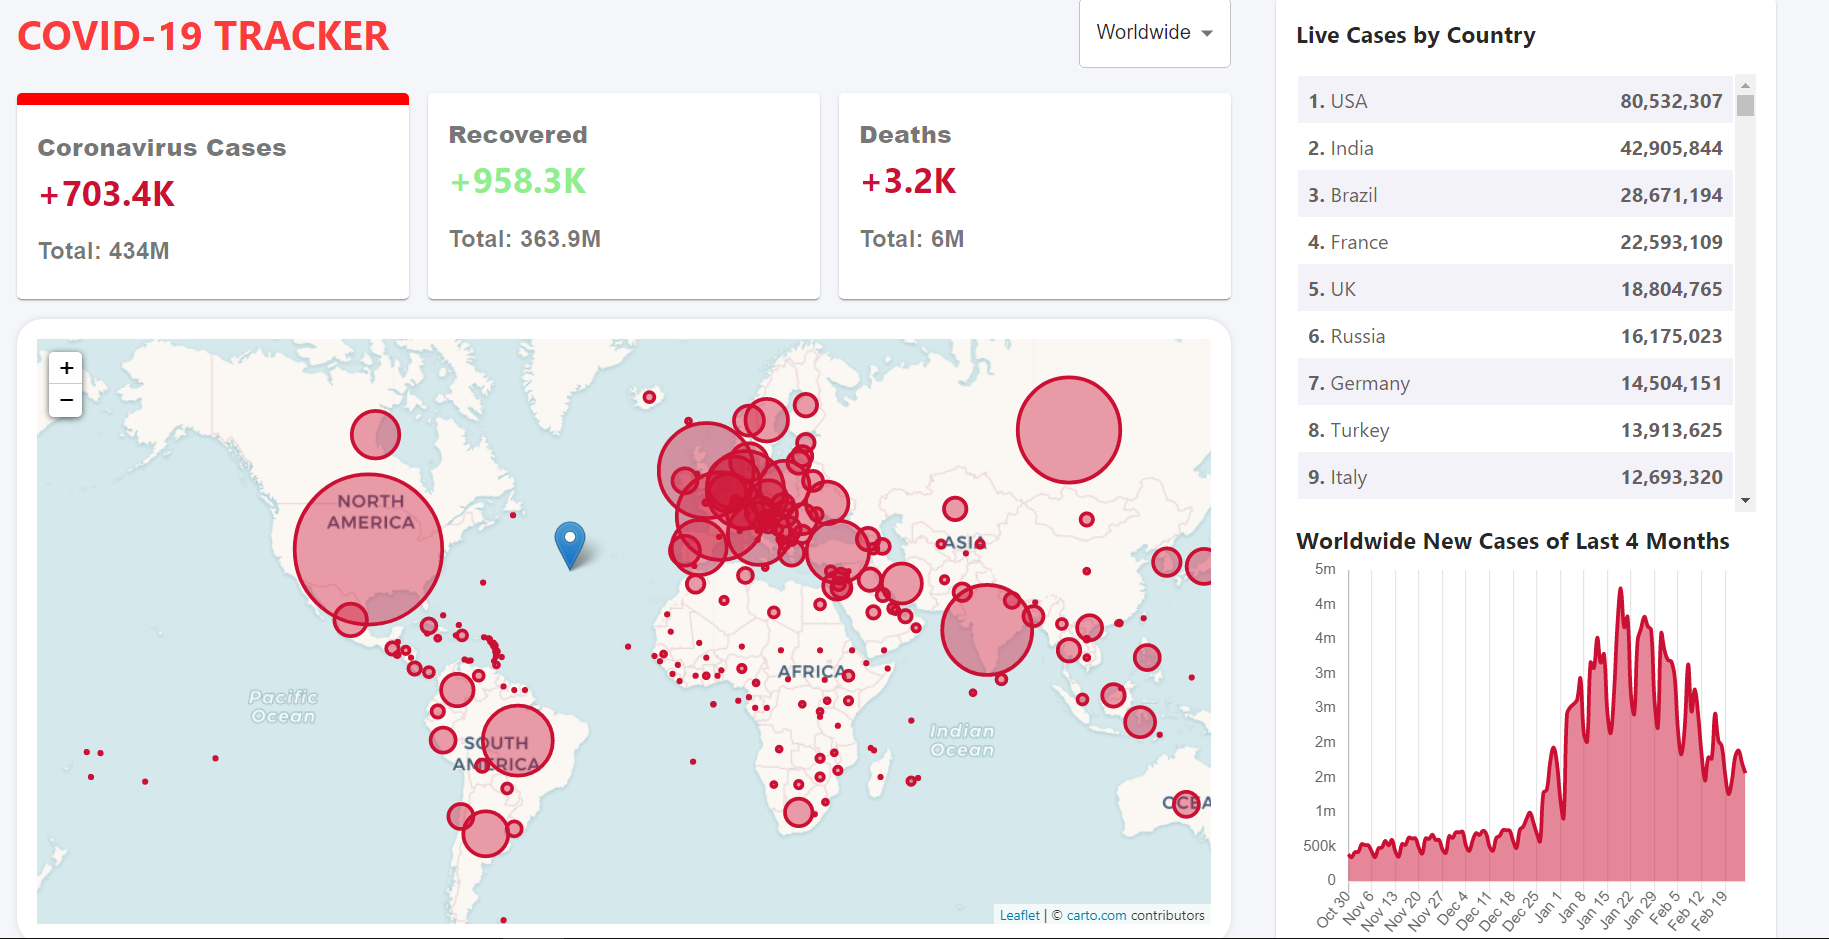 COVID-19 TRACKER
Worldwide
Coronavirus Cases
+703.4K
Total: 434M
Recovered
+958.3K
Total: 363.9M
Deaths
+3.2K
Total: 6M
+
−
NORTH
AMERICA
ASIA
AFRICA
Pacific
Ocean
Indian
Ocean
SOUTH
AMERICA
OCEA
Leaflet | © carto.com contributors
Live Cases by Country
1. USA 80,532,307
2. India 42,905,844
3. Brazil 28,671,194
4. France 22,593,109
5. UK 18,804,765
6. Russia 16,175,023
7. Germany 14,504,151
8. Turkey 13,913,625
9. Italy 12,693,320
Worldwide New Cases of Last 4 Months
5m
4m
4m
3m
3m
2m
2m
1m
500k
0
Oct 30
Nov 6
Nov 13
Nov 20
Nov 27
Dec 4
Dec 11
Dec 18
Dec 25
Jan 1
Jan 8
Jan 15
Jan 22
Jan 29
Feb 5
Feb 12
Feb 19